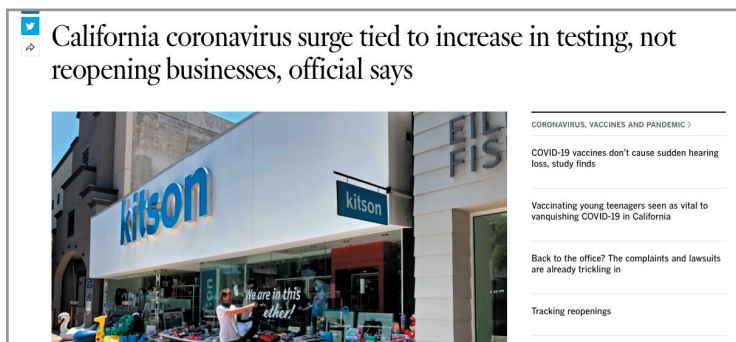 California coronavirus surge tied to increase in testing, not
reopening businesses, official says
kitson
kitson
EIL
FIS
We are in this
ether!
CORONAVIRUS, VACCINES AND PANDEMIC >
COVID-19 vaccines don't cause sudden hearing
loss, study finds
Vaccinating young teenagers seen as vital to
vanquishing COVID-19 in California
Back to the office? The complaints and lawsuits
are already trickling in
Tracking reopenings